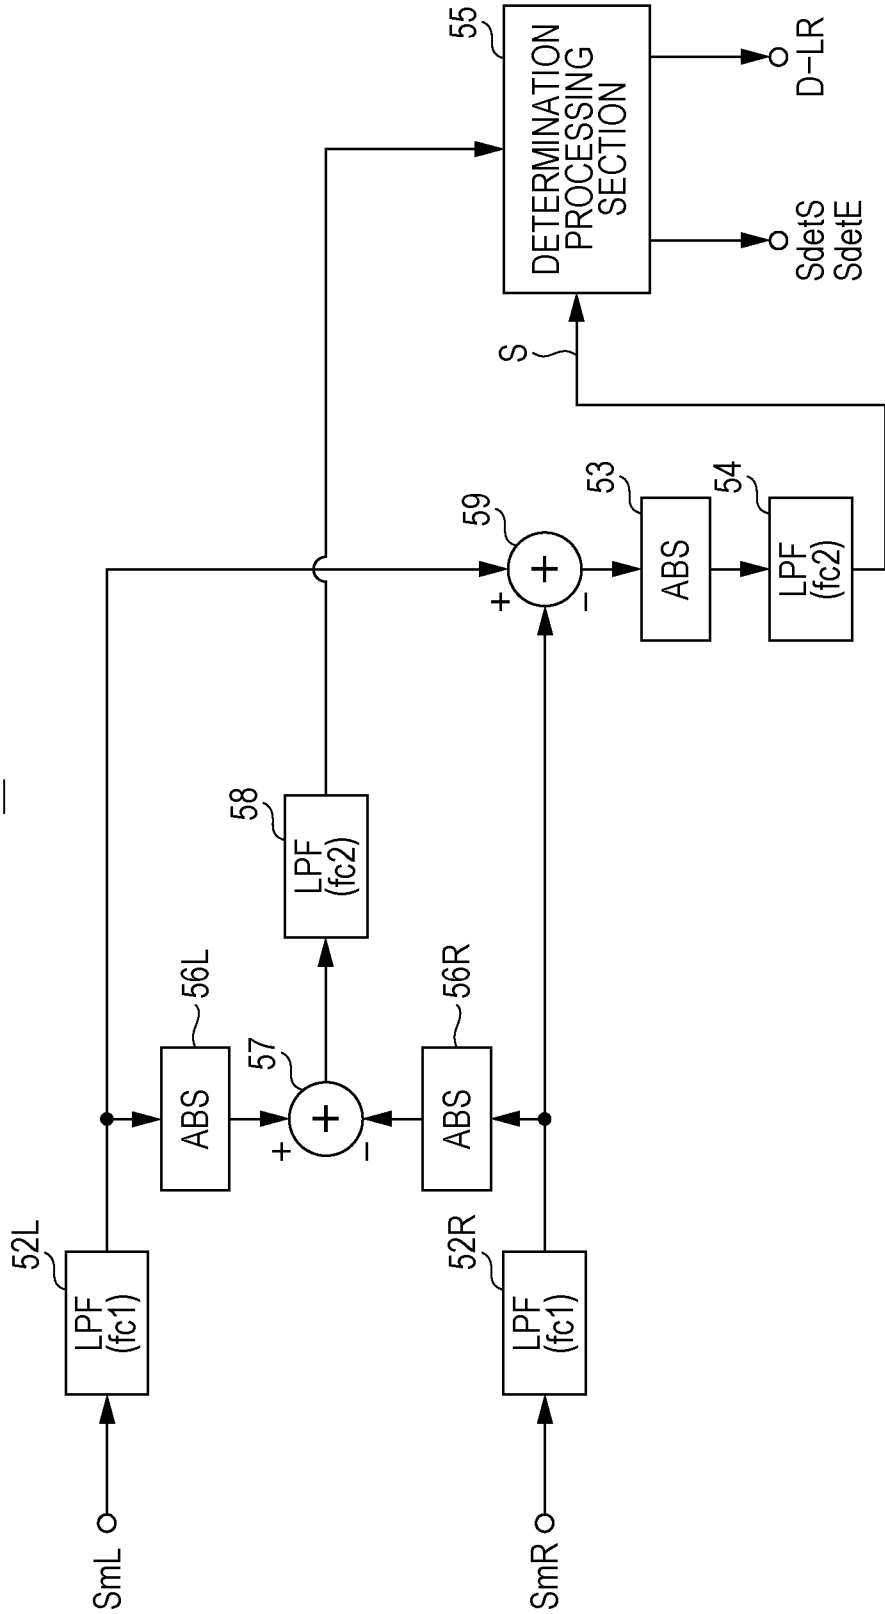 SmL
52L
LPF
(fc1)
56L
ABS
57
+
+
−
58
LPF
(fc2)
56R
ABS
SmR
52R
LPF
(fc1)
59
+
+
−
53
ABS
54
LPF
(fc2)
S
55
DETERMINATION
PROCESSING
SECTION
D−LR
SdetS
SdetE